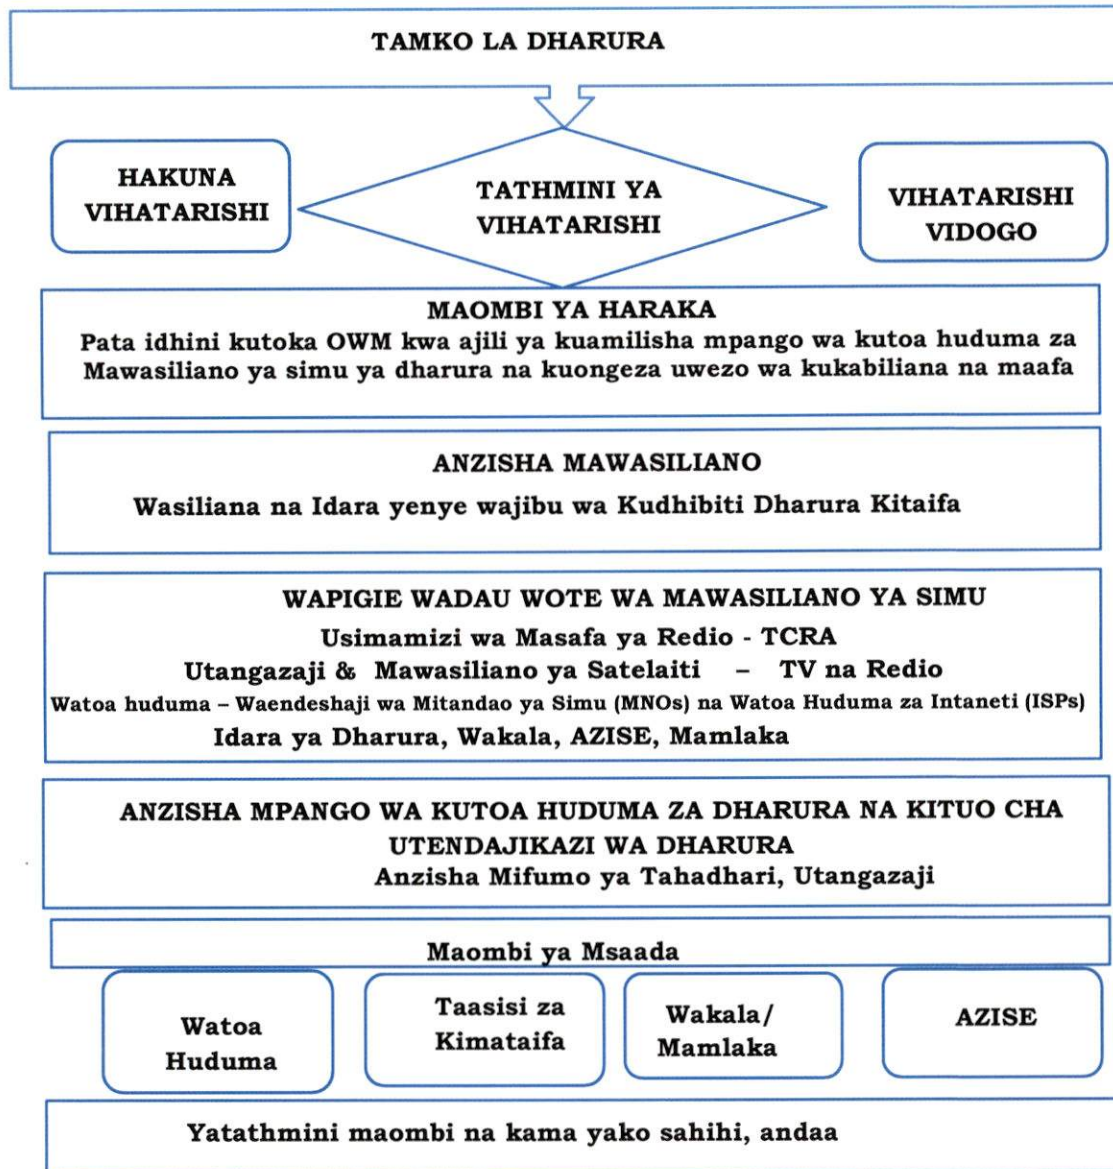 TAMKO LA DHARURA
HAKUNA
VIHATARISHI
TATHMINI YA
VIHATARISHI
VIHATARISHI
VIDOGO
MAOMBI YA HARAKA
Pata idhini kutoka OWM kwa ajili ya kuamilisha mpango wa kutoa huduma za
Mawasiliano ya simu ya dharura na kuongeza uwezo wa kukabiliana na maafa
ANZISHA MAWASILIANO
Wasiliana na Idara yenye wajibu wa Kudhibiti Dharura Kitaifa
WAPIGIE WADAU WOTE WA MAWASILIANO YA SIMU
Usimamizi wa Masafa ya Redio - TCRA
Utangazaji & Mawasiliano ya Satelaiti – TV na Redio
Watoa huduma – Waendeshaji wa Mitandao ya Simu (MNOs) na Watoa Huduma za Intaneti (ISPs)
Idara ya Dharura, Wakala, AZISE, Mamlaka
ANZISHA MPANGO WA KUTOA HUDUMA ZA DHARURA NA KITUO CHA
UTENDAJIKAZI WA DHARURA
Anzisha Mifumo ya Tahadhari, Utangazaji
Maombi ya Msaada
Watoa
Huduma
Taasisi za
Kimataifa
Wakala/
Mamlaka
AZISE
Yatathmini maombi na kama yako sahihi, andaa